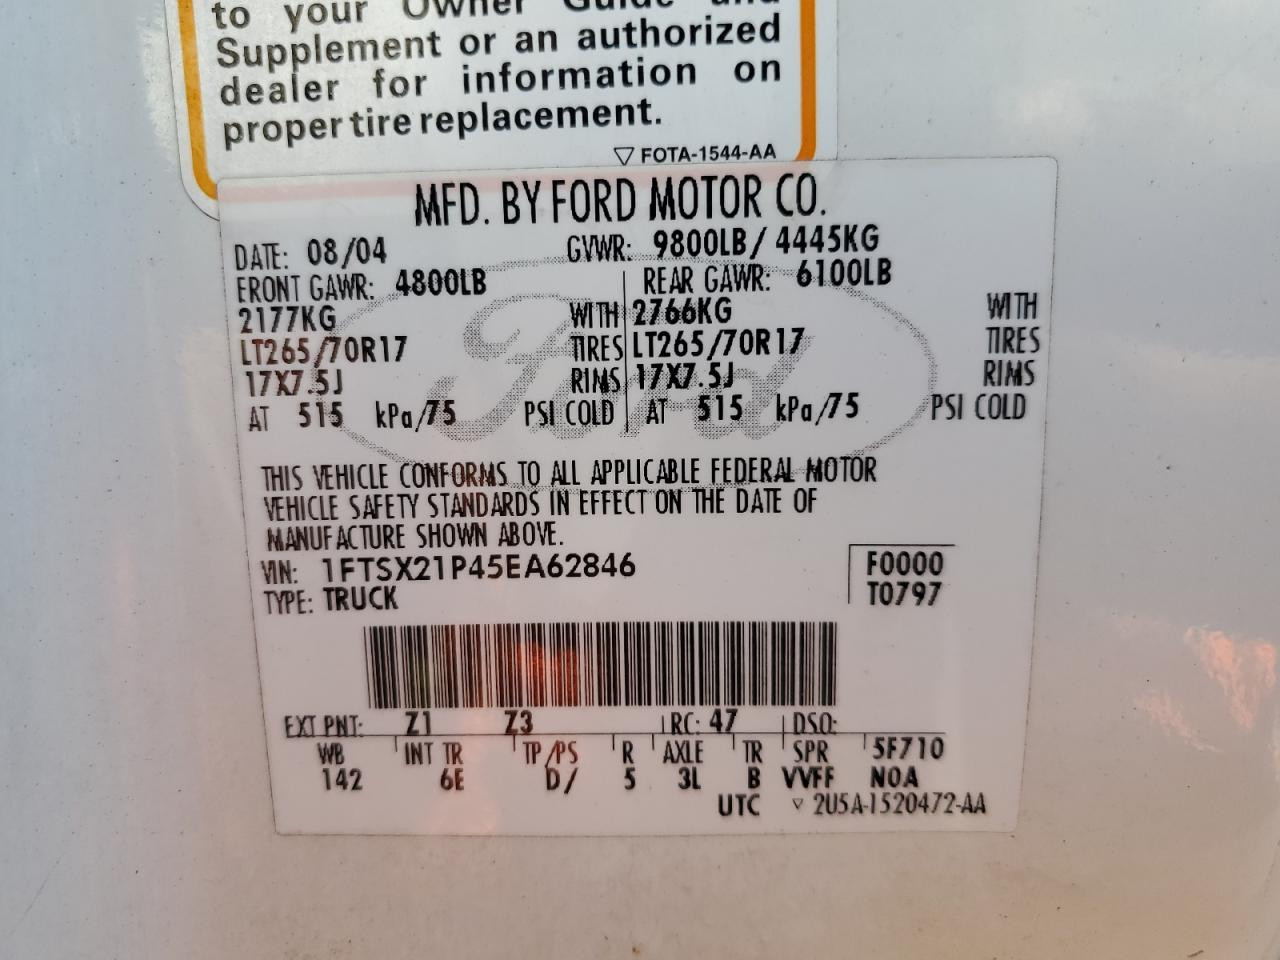 to your Owner Guide and
Supplement or an authorized
dealer for information on
proper tire replacement.
▽ FOTA-1544-AA
MFD. BY FORD MOTOR CO.
DATE: 08/04 GVWR: 9800LB/ 4445KG
FRONT GAWR: 4800LB REAR GAWR: 6100LB
2177KG WITH 2766KG WITH
LT265/70R17 TIRES LT265/70R17 TIRES
17X7.5J RIMS 17X7.5J RIMS
AT 515 kPa/75 PSI COLD AT 515 kPa/75 PSI COLD
Ford
THIS VEHICLE CONFORMS TO ALL APPLICABLE FEDERAL MOTOR
VEHICLE SAFETY STANDARDS IN EFFECT ON THE DATE OF
MANUFACTURE SHOWN ABOVE.
VIN: 1FTSX21P45EA62846 F0000
TYPE: TRUCK T0797
EXT PNT: Z1 Z3 RC: 47 DSO:
WB INT TR TP/PS R AXLE TR SPR 5F710
142 6E D/ 5 3L B VVFF N0A
UTC ▽ 2U5A-1520472-AA